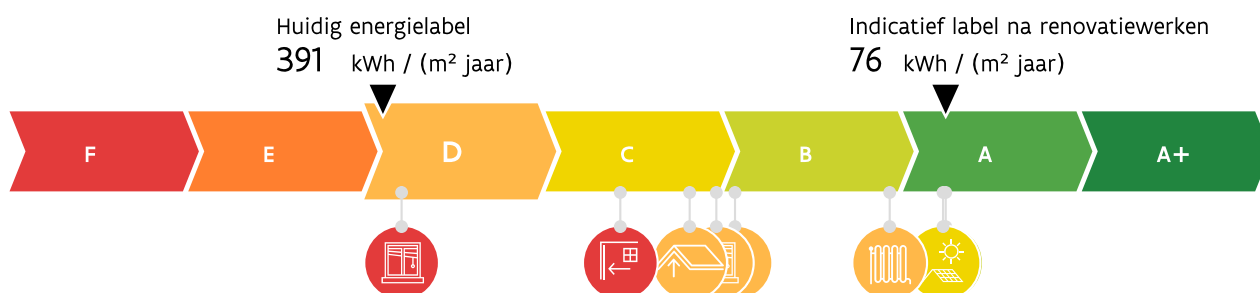 Huidig energielabel
391 kWh / (m² jaar)
Indicatief label na renovatiewerken
76 kWh / (m² jaar)
F
E
D
C
B
A
A+